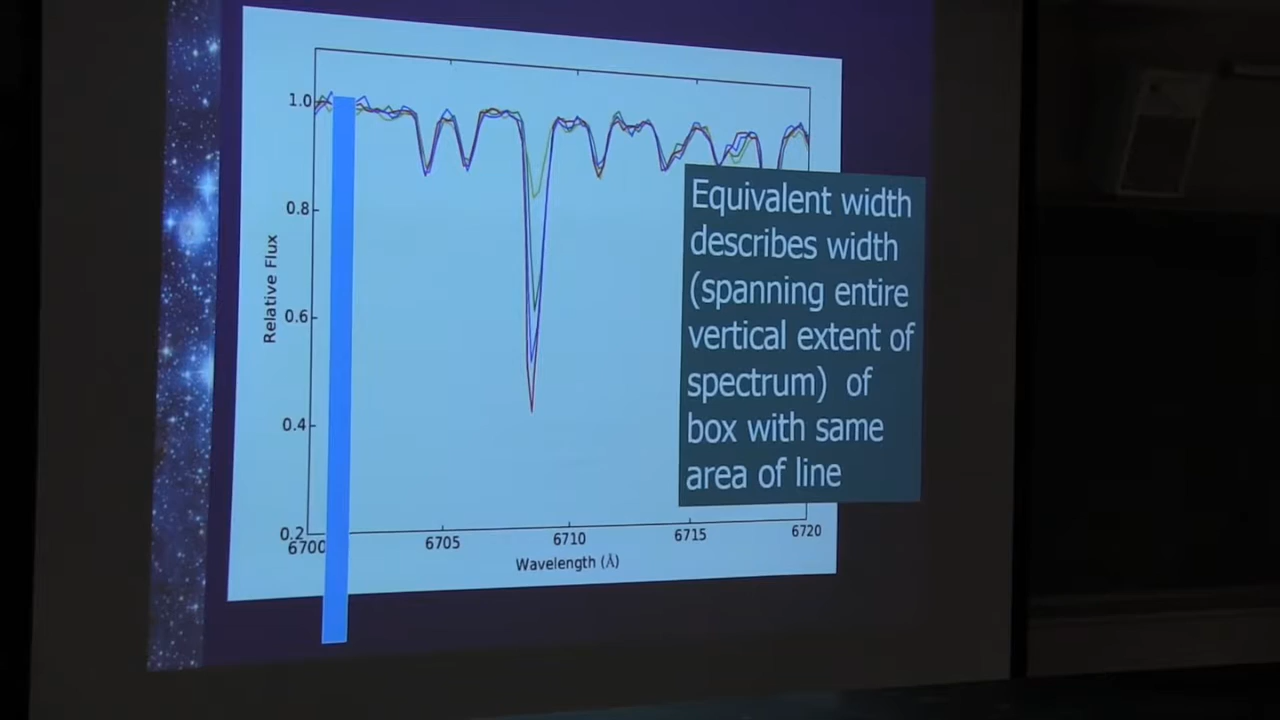 1.0
0.8
0.6
0.4
0.2
Relative Flux
6700
6705
6710
6715
6720
Wavelength (Å)
Equivalent width
describes width
(spanning entire
vertical extent of
spectrum) of
box with same
area of line